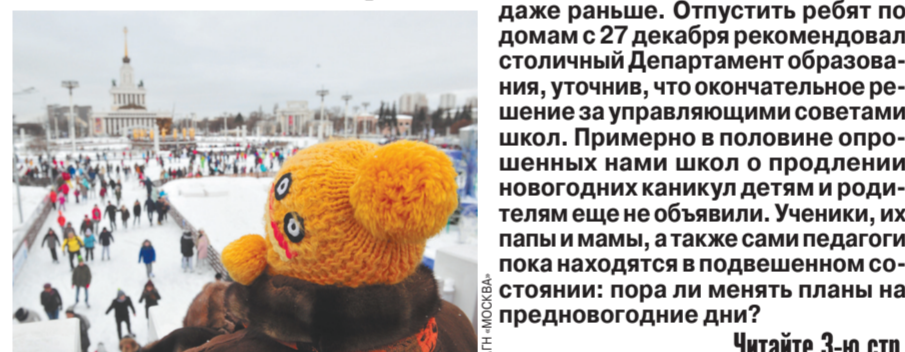 даже раньше. Отпустить ребят по
домам с 27 декабря рекомендовал
столичный Департамент образова-
ния, уточнив, что окончательное ре-
шение за управляющими советами
школ. Примерно в половине опро-
шенных нами школ о продлении
новогодних каникул детям и роди-
телям еще не объявили. Ученики, их
папы и мамы, а также сами педагоги
пока находятся в подвешенном со-
стоянии: пора ли менять планы на
предновогодние дни?
Читайте 3-ю стр.
АГН «МОСКВА»